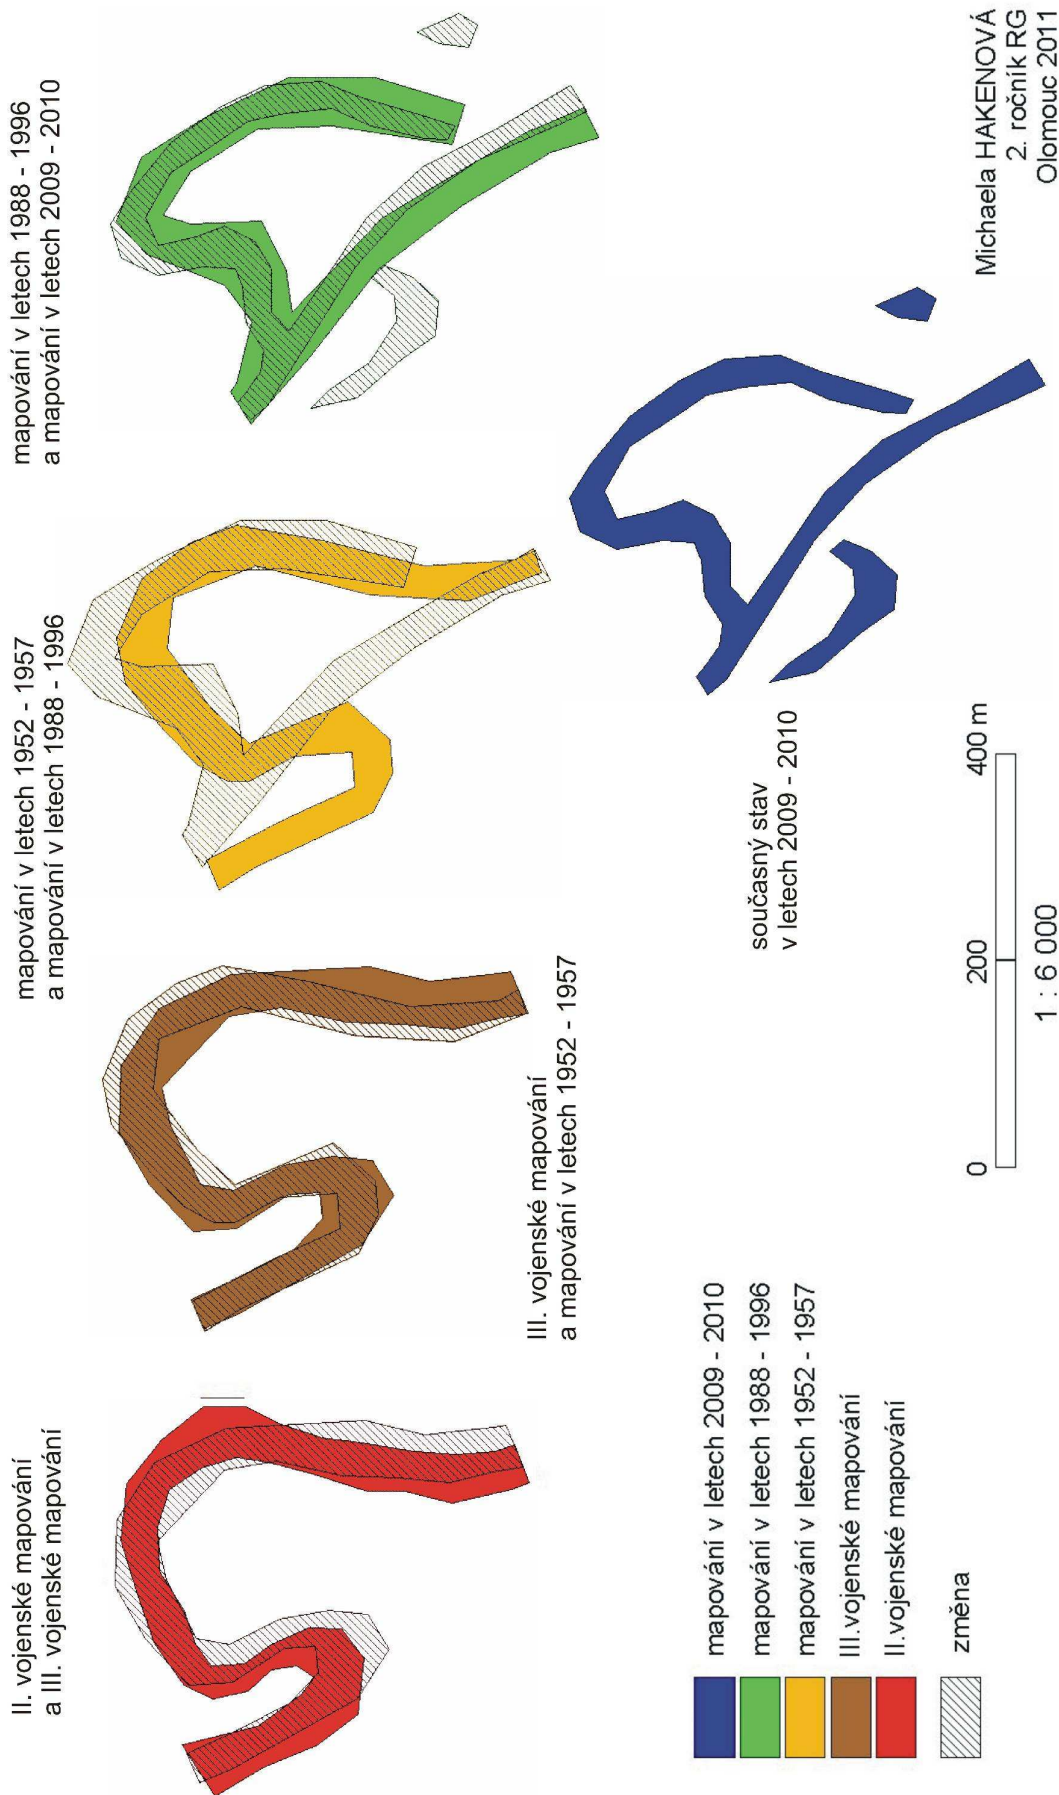 II. vojenské mapování
a III. vojenské mapování
mapování v letech 1952 - 1957
a mapování v letech 1988 - 1996
mapování v letech 1988 - 1996
a mapování v letech 2009 - 2010
III. vojenské mapování
a mapování v letech 1952 - 1957
současný stav
v letech 2009 - 2010
mapování v letech 2009 - 2010
mapování v letech 1988 - 1996
mapování v letech 1952 - 1957
III.vojenské mapování
II.vojenské mapování
změna
0 200 400 m
1 : 6 000
Michaela HAKENOVÁ
2. ročník RG
Olomouc 2011